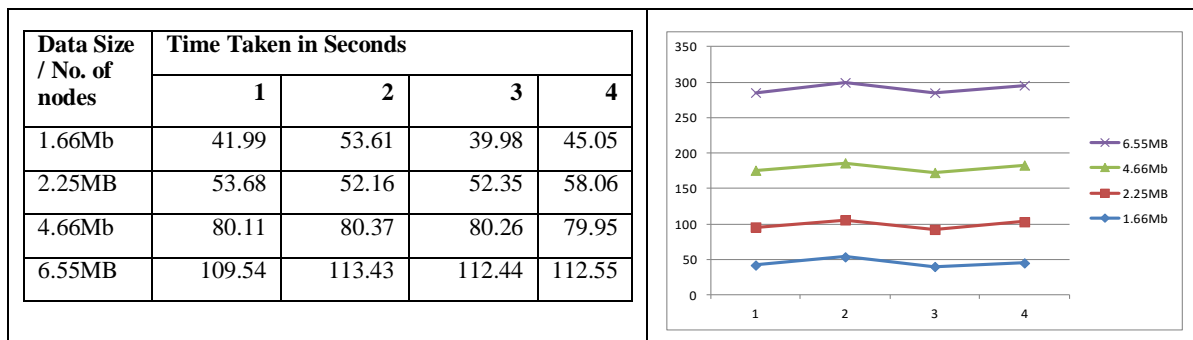 Data Size / No. of nodes Time Taken in Seconds
1 2 3 4
1.66Mb 41.99 53.61 39.98 45.05
2.25MB 53.68 52.16 52.35 58.06
4.66Mb 80.11 80.37 80.26 79.95
6.55MB 109.54 113.43 112.44 112.55
350
300
250
200
150
100
50
0
1 2 3 4
6.55MB
4.66Mb
2.25MB
1.66Mb